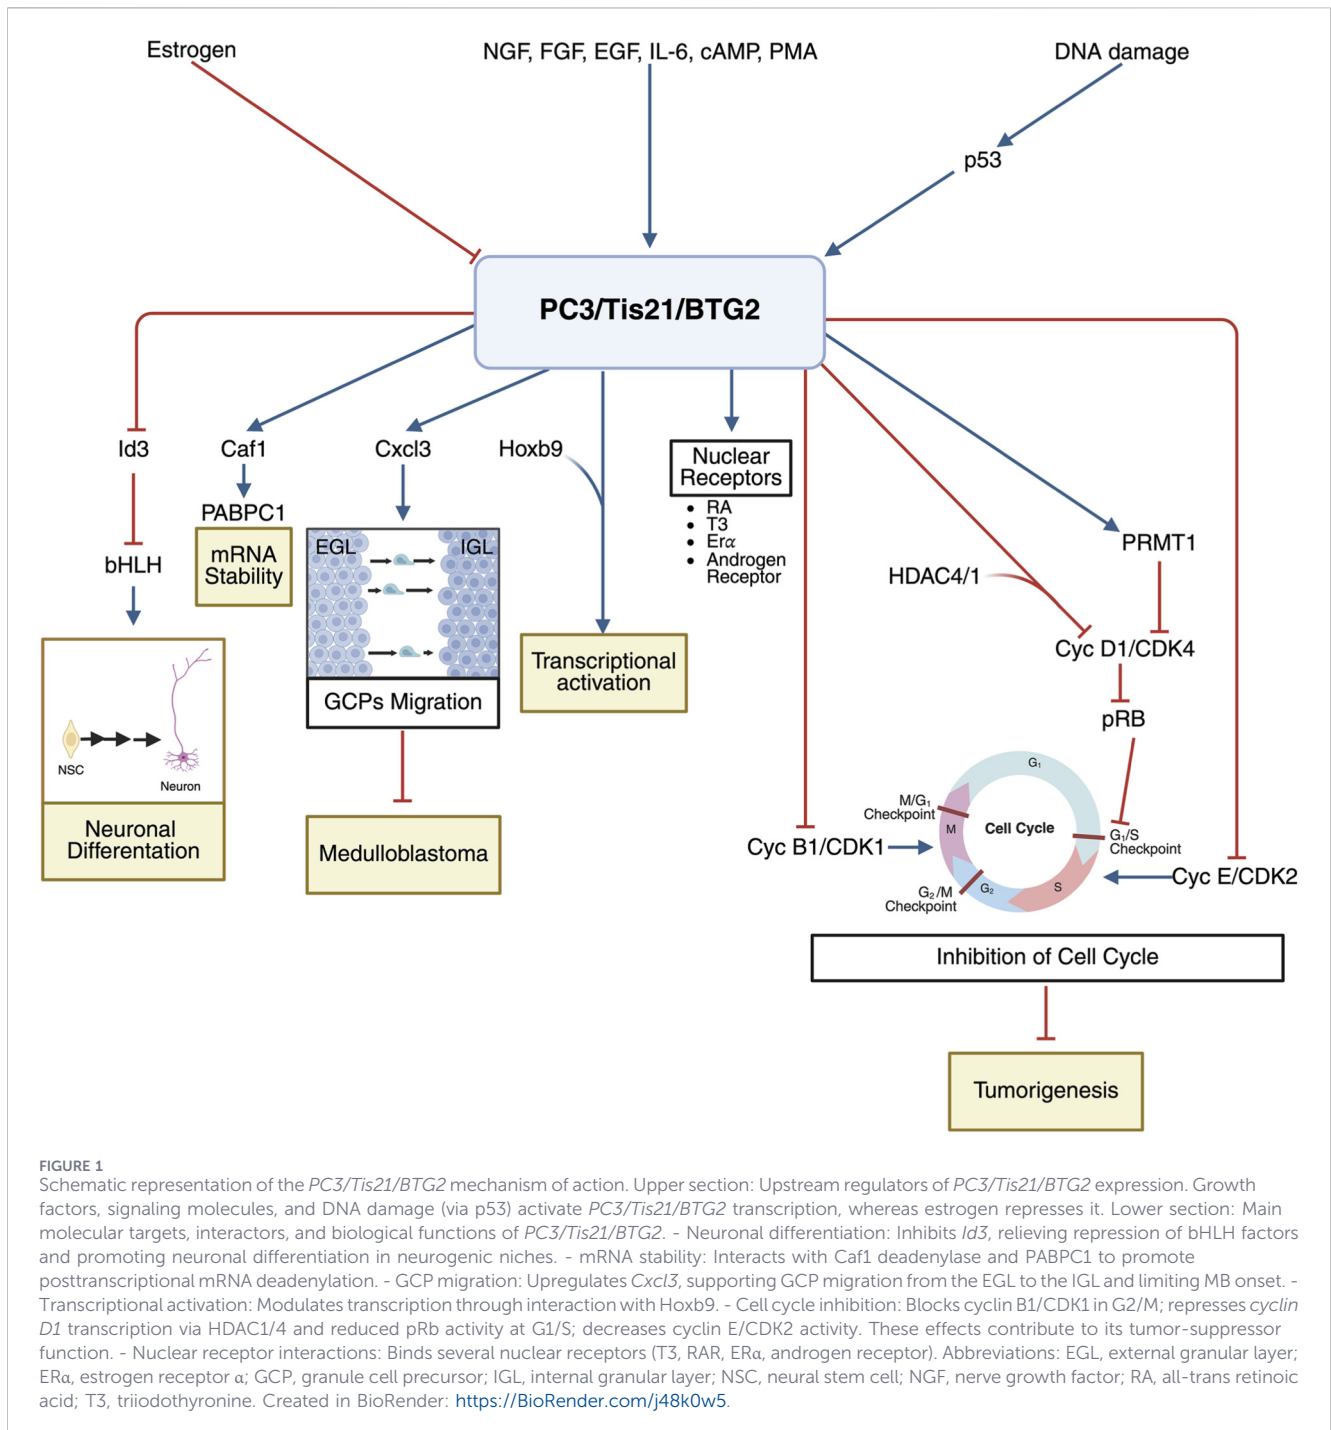 Estrogen
NGF, FGF, EGF, IL-6, cAMP, PMA
DNA damage
p53
PC3/Tis21/BTG2
Id3
Caf1
Cxcl3
Hoxb9
Nuclear
Receptors
• RA
• T3
• Erα
• Androgen
Receptor
PABPC1
mRNA
Stability
bHLH
EGL
IGL
GCPs Migration
PRMT1
HDAC4/1
Cyc D1/CDK4
pRB
Transcriptional
activation
NSC
Neuron
Neuronal
Differentation
Medulloblastoma
G₁
M/G₁
Checkpoint
M
Cell Cycle
G₁/S
Checkpoint
Cyc B1/CDK1
Cyc E/CDK2
G₂/M
Checkpoint
G₂
S
Inhibition of Cell Cycle
Tumorigenesis
FIGURE 1
Schematic representation of the PC3/Tis21/BTG2 mechanism of action. Upper section: Upstream regulators of PC3/Tis21/BTG2 expression. Growth
factors, signaling molecules, and DNA damage (via p53) activate PC3/Tis21/BTG2 transcription, whereas estrogen represses it. Lower section: Main
molecular targets, interactors, and biological functions of PC3/Tis21/BTG2. - Neuronal differentiation: Inhibits Id3, relieving repression of bHLH factors
and promoting neuronal differentiation in neurogenic niches. - mRNA stability: Interacts with Caf1 deadenylase and PABPC1 to promote
posttranscriptional mRNA deadenylation. - GCP migration: Upregulates Cxcl3, supporting GCP migration from the EGL to the IGL and limiting MB onset. -
Transcriptional activation: Modulates transcription through interaction with Hoxb9. - Cell cycle inhibition: Blocks cyclin B1/CDK1 in G2/M; represses cyclin
D1 transcription via HDAC1/4 and reduced pRb activity at G1/S; decreases cyclin E/CDK2 activity. These effects contribute to its tumor-suppressor
function. - Nuclear receptor interactions: Binds several nuclear receptors (T3, RAR, ERα, androgen receptor). Abbreviations: EGL, external granular layer;
ERα, estrogen receptor α; GCP, granule cell precursor; IGL, internal granular layer; NSC, neural stem cell; NGF, nerve growth factor; RA, all-trans retinoic
acid; T3, triiodothyronine. Created in BioRender: https://BioRender.com/j48k0w5.